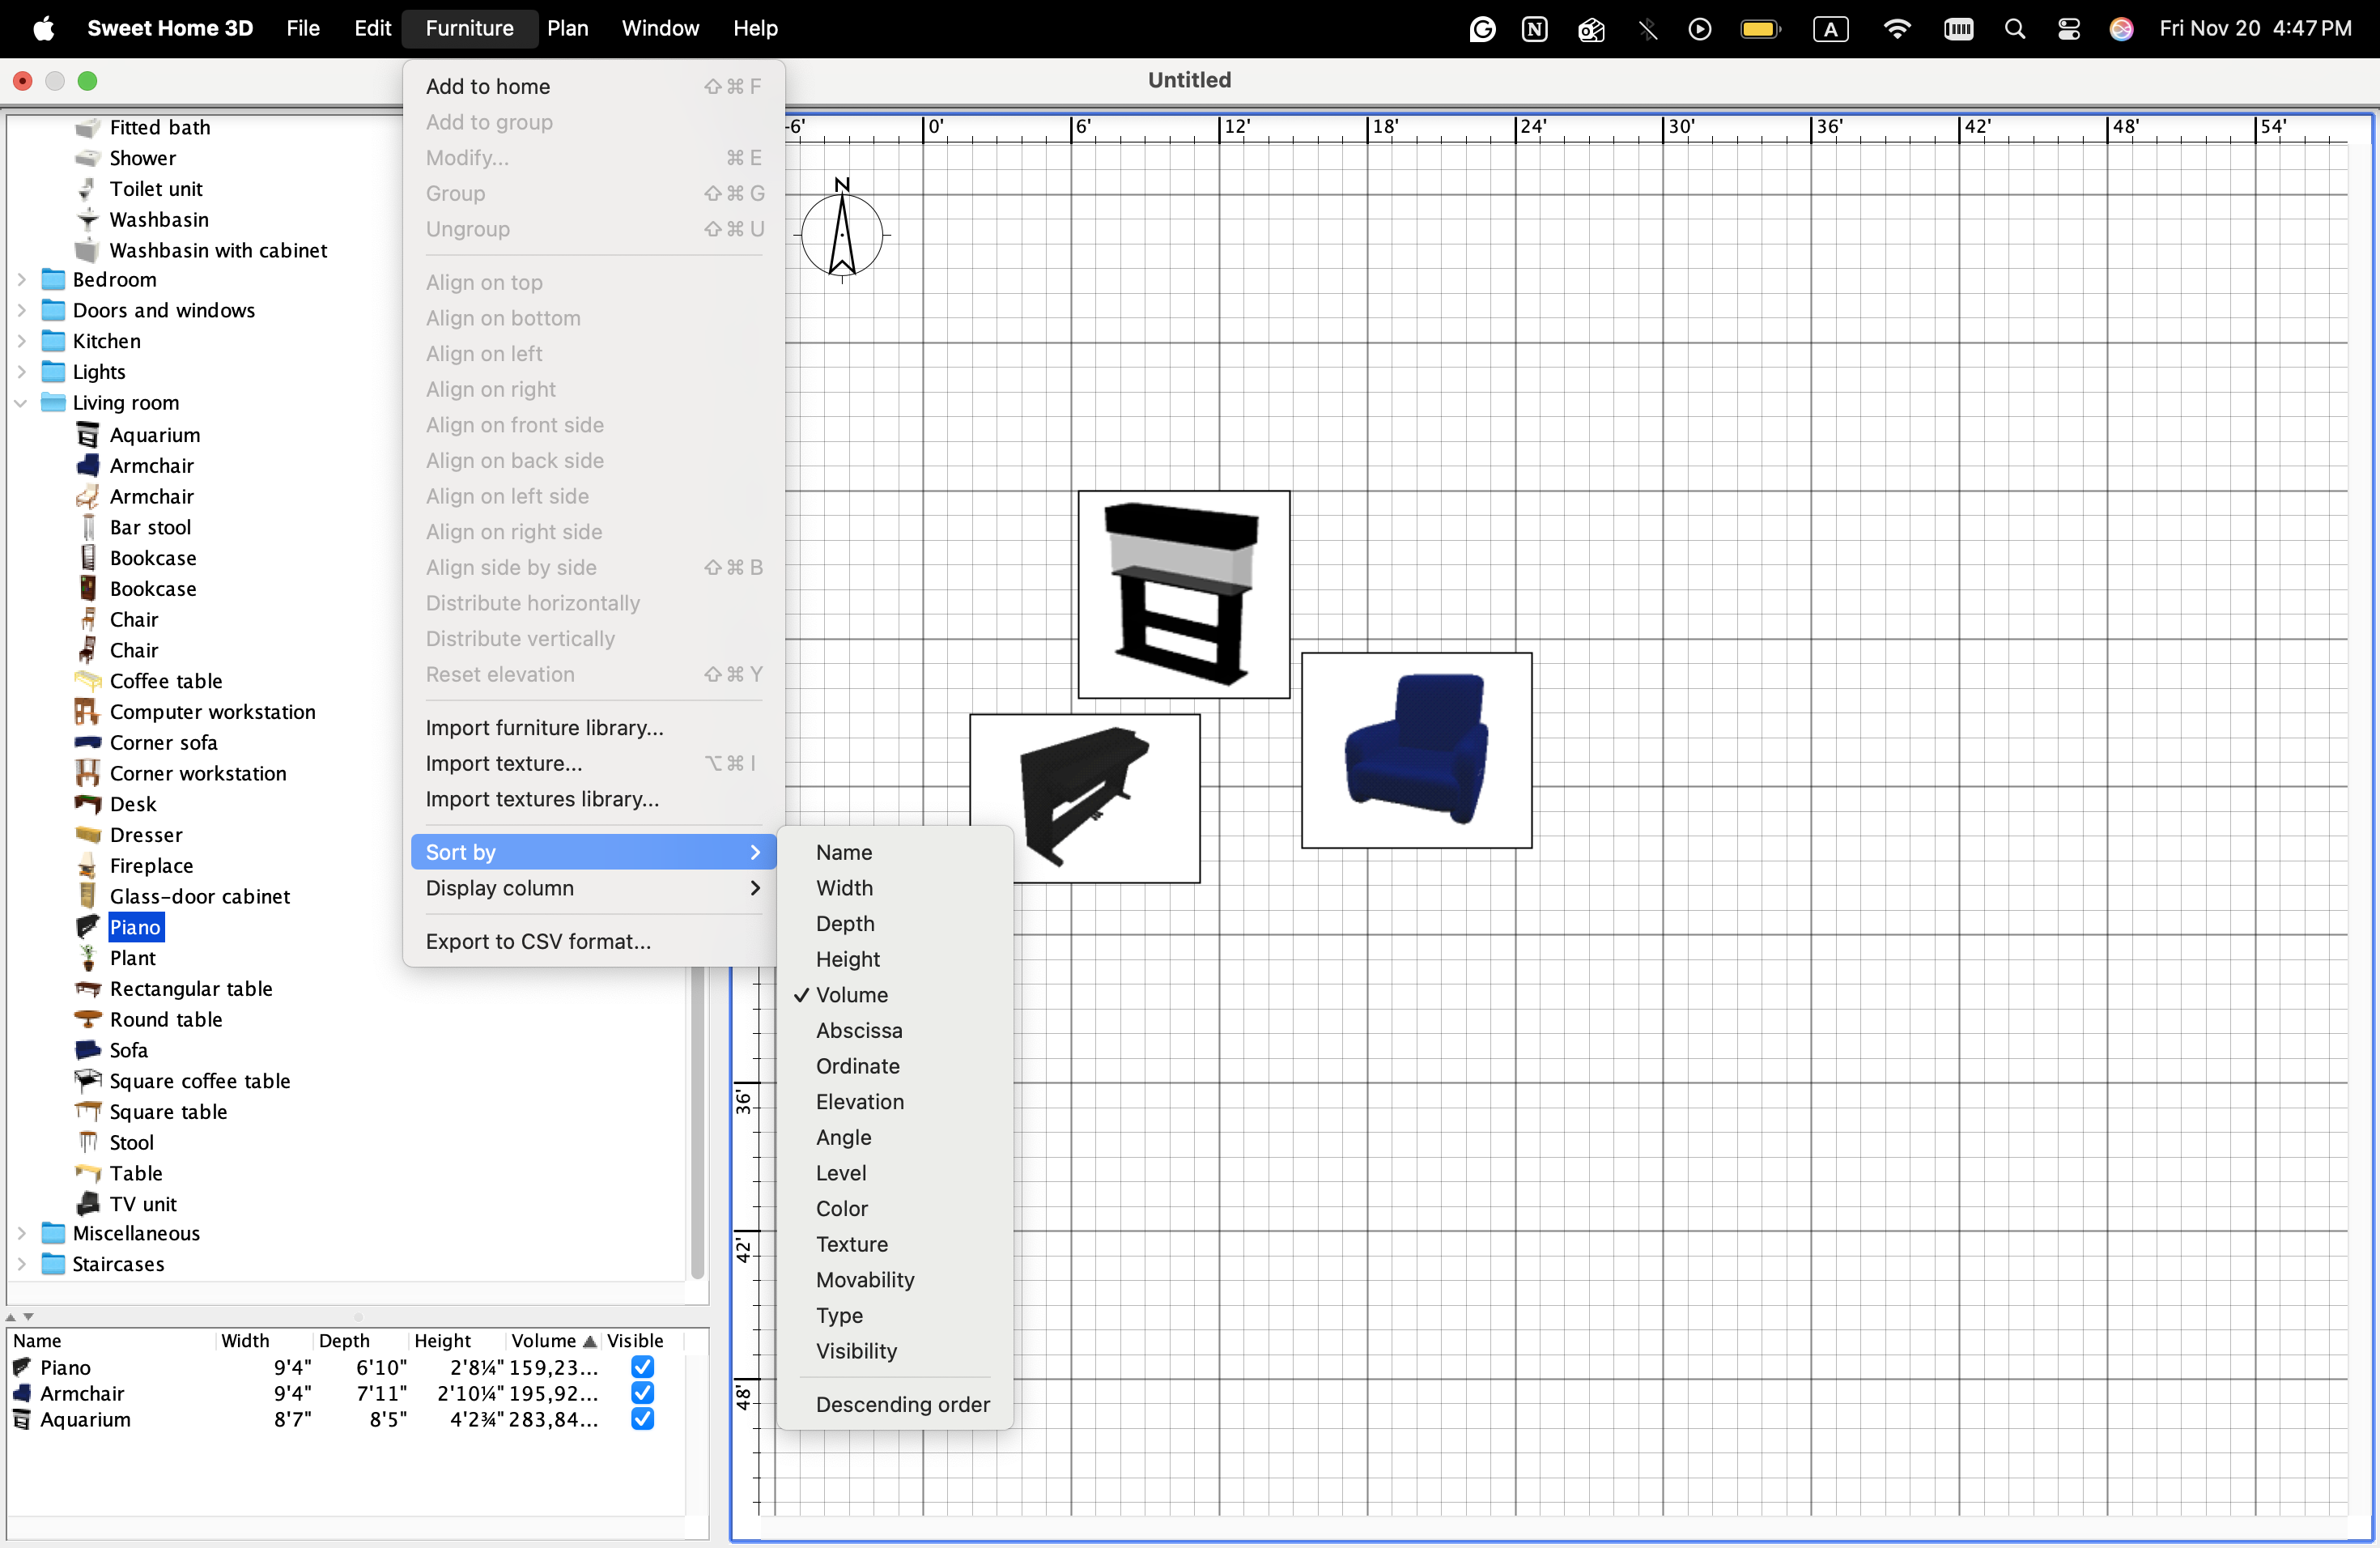 Sweet Home 3D File Edit Furniture Plan Window Help A Fri Nov 20 4:47 PM
Untitled
Fitted bath
Shower
Toilet unit
Washbasin
Washbasin with cabinet
Bedroom
Doors and windows
Kitchen
Lights
Living room
Aquarium
Armchair
Armchair
Bar stool
Bookcase
Bookcase
Chair
Chair
Coffee table
Computer workstation
Corner sofa
Corner workstation
Desk
Dresser
Fireplace
Glass-door cabinet
Piano
Plant
Rectangular table
Round table
Sofa
Square coffee table
Square table
Stool
Table
TV unit
Miscellaneous
Staircases
Name Width Depth Height Volume Visible
Piano 9'4" 6'10" 2'8¼" 159,23...
Armchair 9'4" 7'11" 2'10¼" 195,92...
Aquarium 8'7" 8'5" 4'2¾" 283,84...
Add to home ⇧⌘F
Add to group
Modify... ⌘E
Group ⇧⌘G
Ungroup ⇧⌘U
Align on top
Align on bottom
Align on left
Align on right
Align on front side
Align on back side
Align on left side
Align on right side
Align side by side ⇧⌘B
Distribute horizontally
Distribute vertically
Reset elevation ⇧⌘Y
Import furniture library...
Import texture... ⌥⌘I
Import textures library...
Sort by
Display column
Export to CSV format...
Name
Width
Depth
Height
✓ Volume
Abscissa
Ordinate
Elevation
Angle
Level
Color
Texture
Movability
Type
Visibility
Descending order
-6' 0' 6' 12' 18' 24' 30' 36' 42' 48' 54'
N
36'
42'
48'